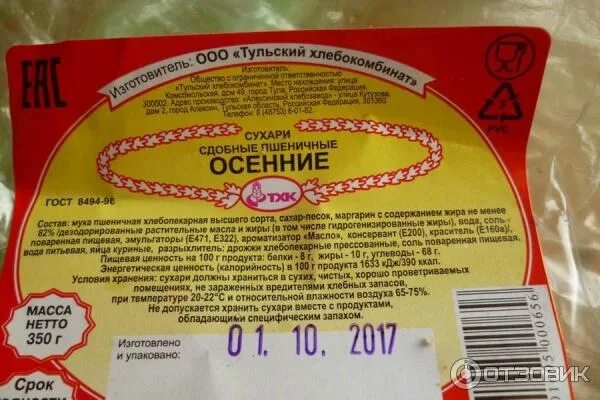 EAC
Изготовитель: ООО «Тульский хлебокомбинат»
Изготовитель:
Общество с ограниченной ответственностью
«Тульский хлебокомбинат». Место нахождения: улица
Комсомольская, дом 49, город Тула, Российская Федерация,
300002. Адрес производства: «Алексинский хлебозавод» - улица Кутузова,
дом 2, город Алексин, Тульская область, Российская Федерация, 301360
Телефон: 8 (48753) 6-01-82.
PVC
СУХАРИ
СДОБНЫЕ ПШЕНИЧНЫЕ
ОСЕННИЕ
ТХК
ГОСТ 8494-96
Состав: мука пшеничная хлебопекарная высшего сорта, сахар-песок, маргарин с содержанием жира не менее
82% /дезодорированные растительные масла и жиры (в том числе гидрогенизированные жиры), вода, соль
поваренная пищевая, эмульгаторы (Е471, Е322), ароматизатор «Масло», консервант (Е200), краситель (Е160а)/,
вода питьевая, яйца куриные, разрыхлитель: дрожжи хлебопекарные прессованные, соль поваренная пищевая.
Пищевая ценность на 100 г продукта: белки - 8 г, жиры - 10 г, углеводы - 68 г.
Энергетическая ценность (калорийность) в 100 г продукта 1633 кДж/390 ккал.
Условия хранения: сухари должны храниться в сухих, чистых, хорошо проветриваемых
помещениях, не зараженных вредителями хлебных запасов,
при температуре 20-22°С и относительной влажности воздуха 65-75%.
Не допускается хранить сухари вместе с продуктами,
обладающими специфическим запахом.
МАССА
НЕТТО
350 г
Изготовлено
и упаковано:
01. 10. 2017
Срок
ОТЗОВИК